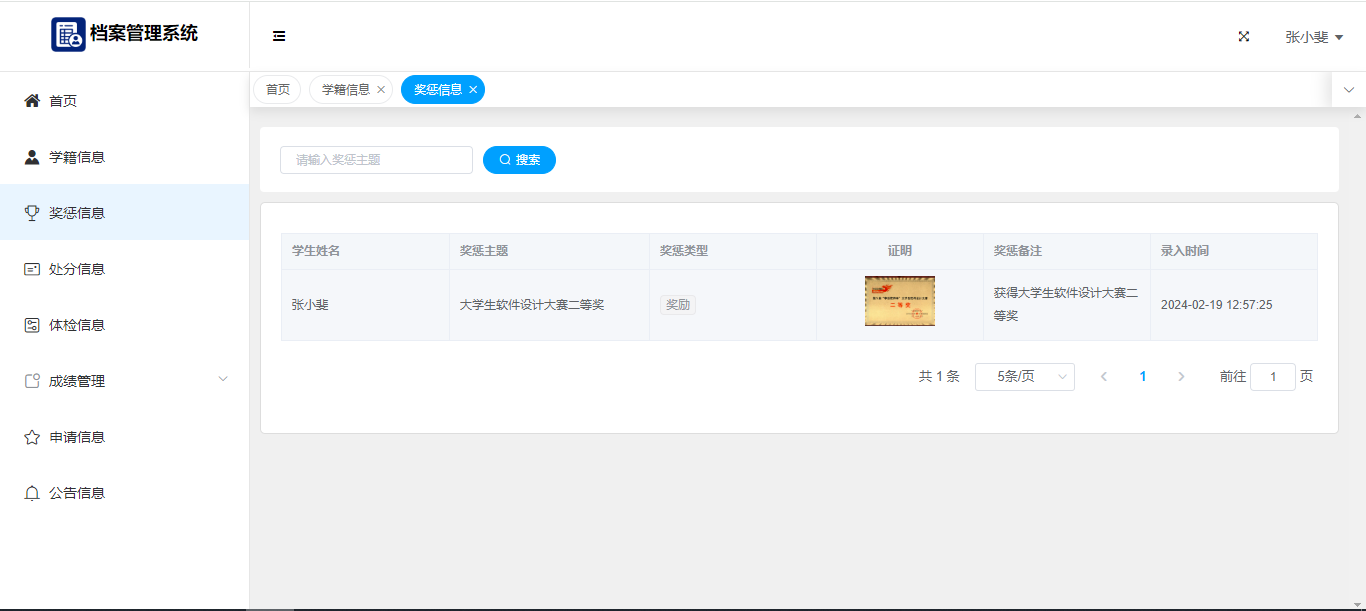 档案管理系统
张小斐
首页
学籍信息
奖惩信息
首页
学籍信息
奖惩信息
处分信息
体检信息
成绩管理
申请信息
公告信息
请输入奖惩主题
搜索
学生姓名 奖惩主题 奖惩类型 证明 奖惩备注 录入时间
张小斐 大学生软件设计大赛二等奖 奖励 二等奖 获得大学生软件设计大赛二 2024-02-19 12:57:25
等奖
共 1 条 5条/页 1 前往 1 页